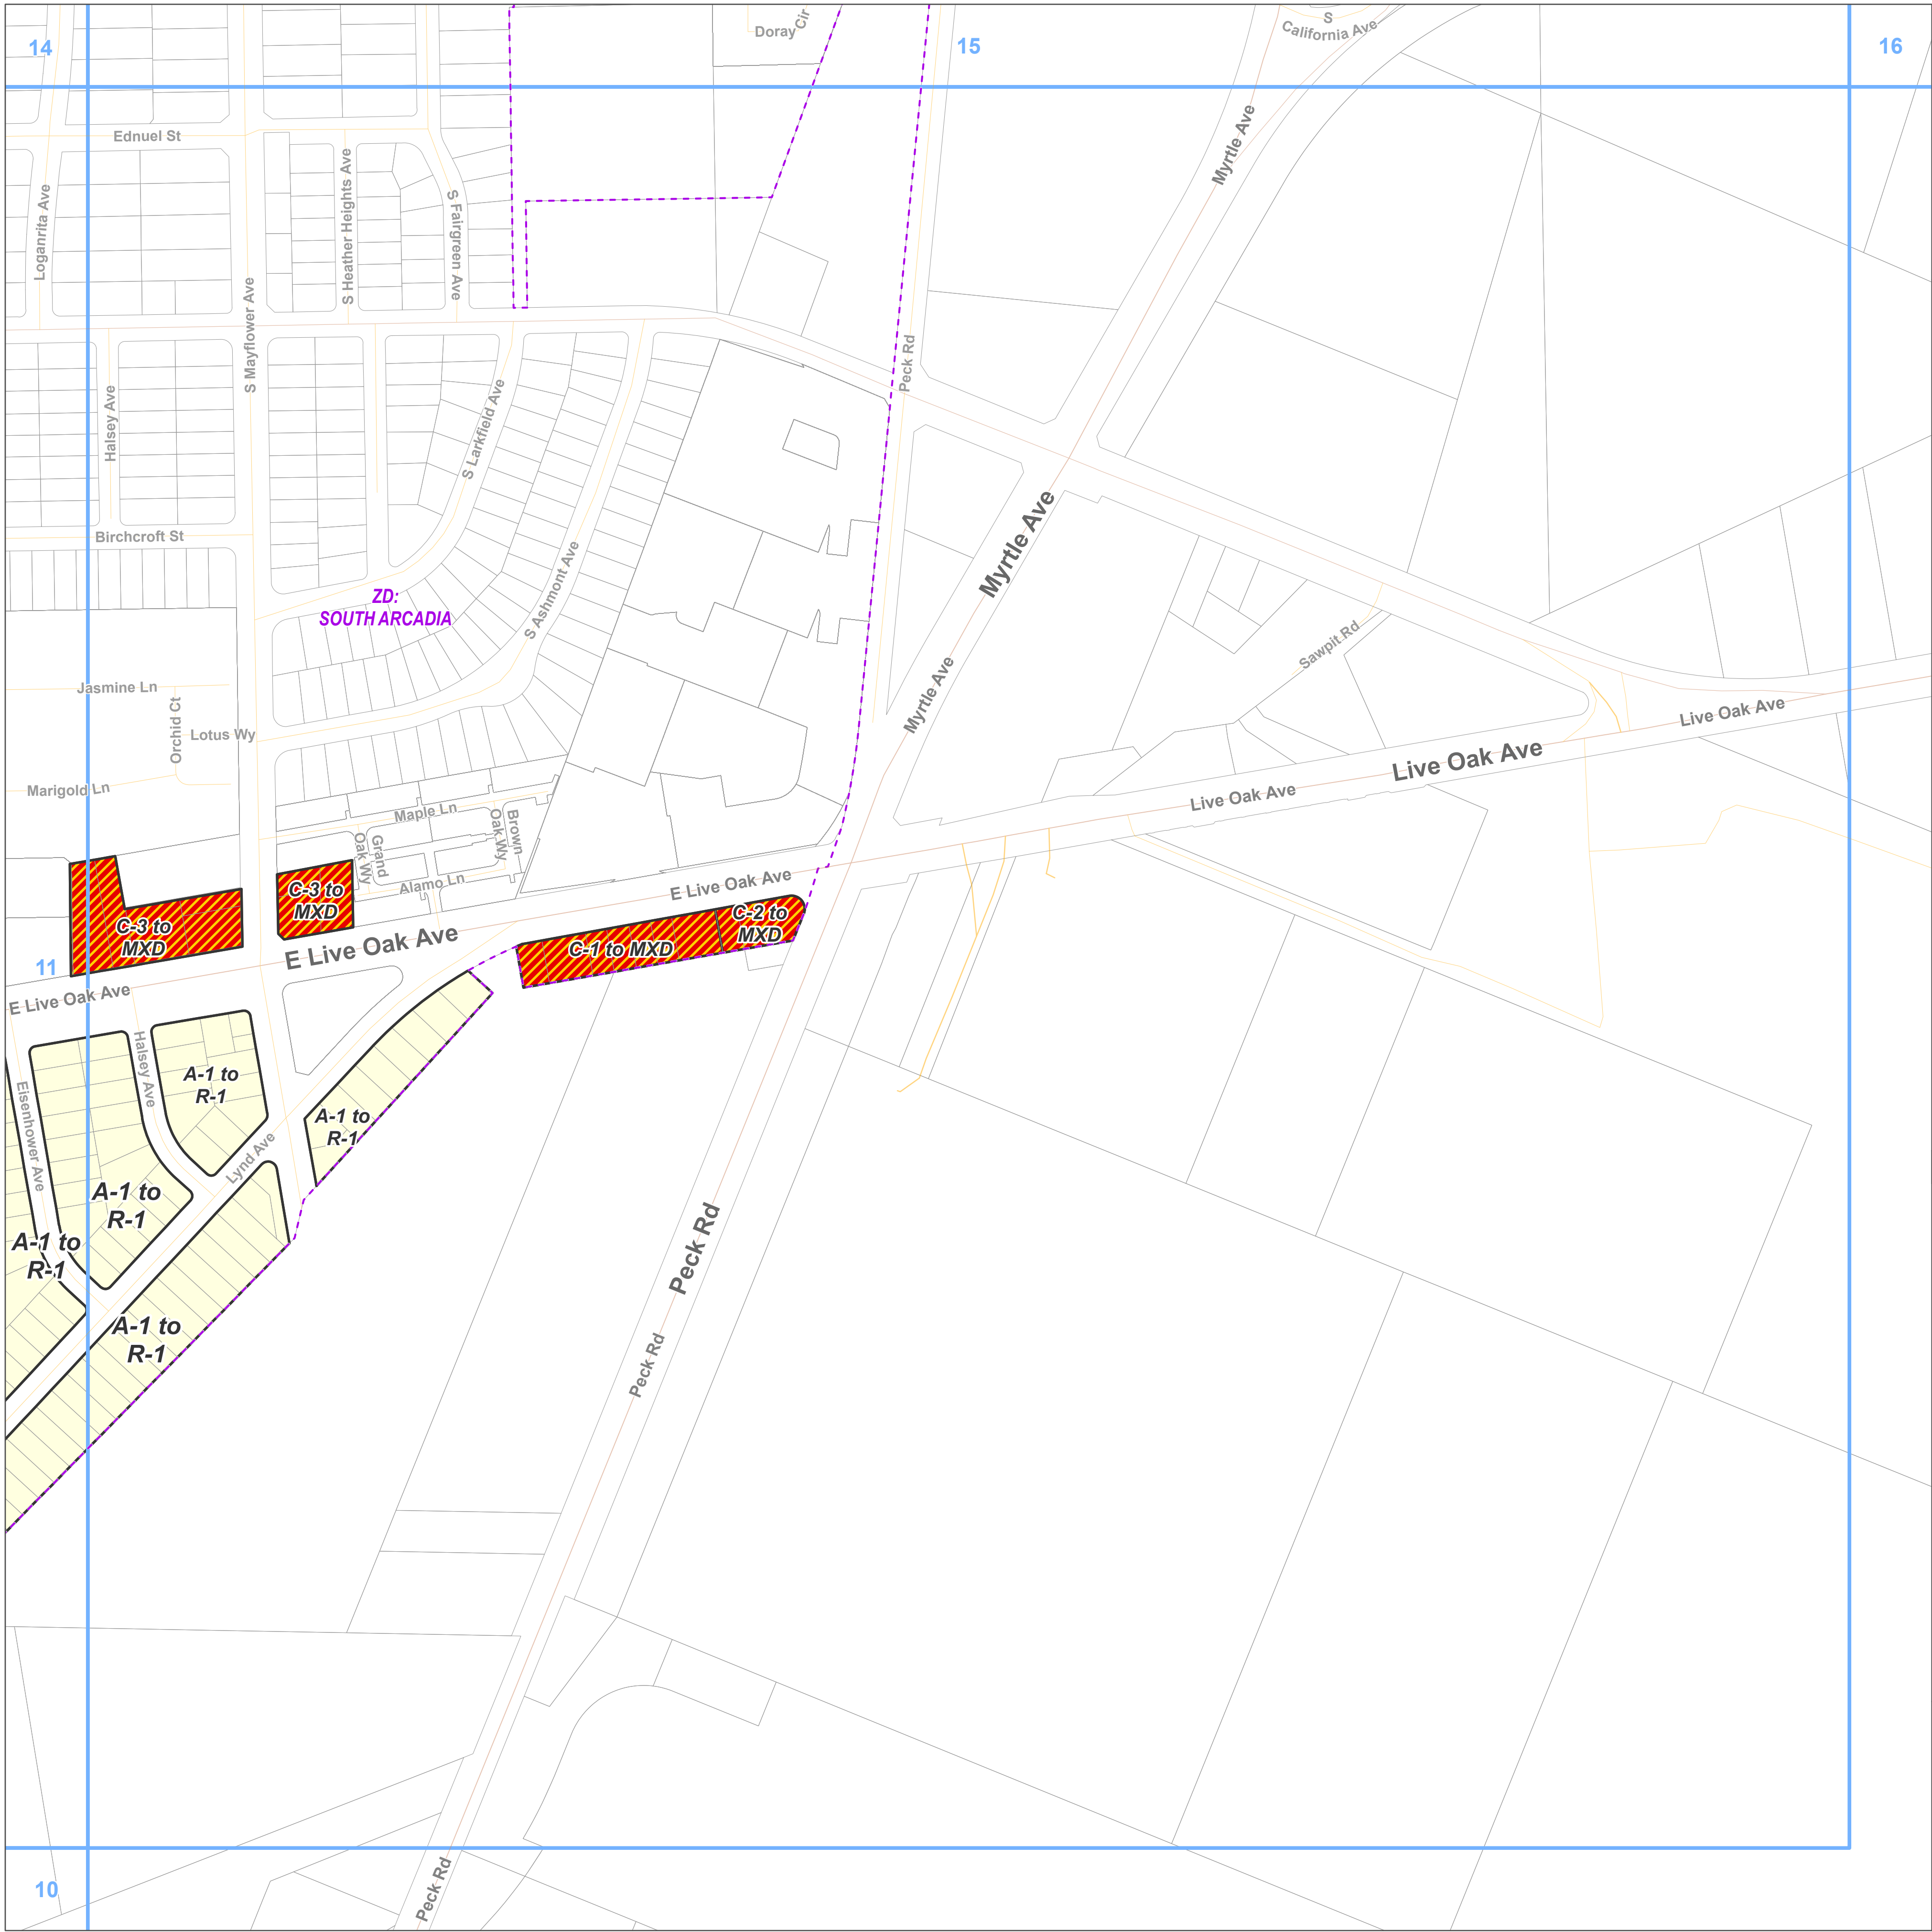 14
15
16
Doray Cir
S
California Ave
Ednuel St
Loganrita Ave
S Heather Heights Ave
S Fairgreen Ave
S Mayflower Ave
Myrtle Ave
Peck Rd
Halsey Ave
S Larkfield Ave
Birchcroft St
Myrtle Ave
S Ashmont Ave
ZD:
SOUTH ARCADIA
Sawpit Rd
Jasmine Ln
Orchid Ct
Lotus Wy
Myrtle Ave
Live Oak Ave
Live Oak Ave
Live Oak Ave
Marigold Ln
Maple Ln
Grand
Oak Wy
Brown
Oak Wy
Alamo Ln
E Live Oak Ave
C-3 to
MXD
C-3 to
MXD
C-1 to MXD
C-2 to
MXD
E Live Oak Ave
11
E Live Oak Ave
Halsey Ave
Eisenhower Ave
A-1 to
R-1
A-1 to
R-1
Lynd Ave
A-1 to
R-1
A-1 to
R-1
A-1 to
R-1
Peck Rd
Peck Rd
10
Peck Rd